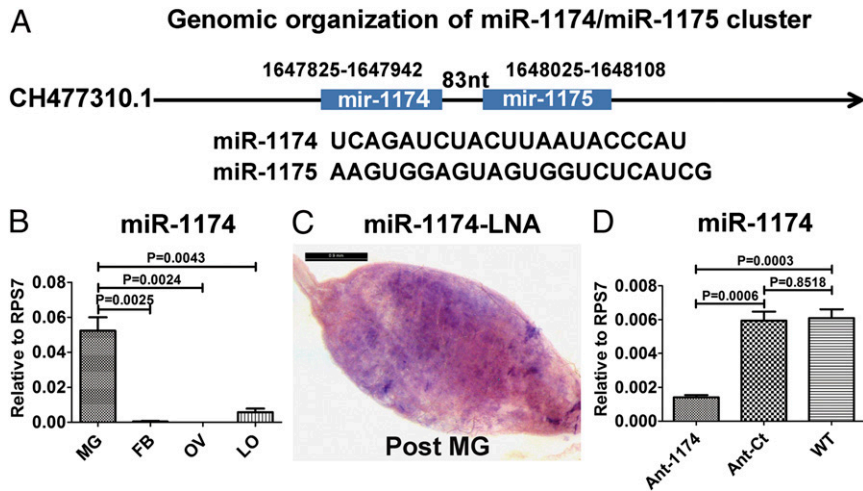 A
Genomic organization of miR-1174/miR-1175 cluster
1647825-1647942
83nt
1648025-1648108
CH477310.1
mir-1174
mir-1175
miR-1174 UCAGAUCUACUUAAUACCCAU
miR-1175 AAGUGGAGUAGUGGUCUCAUCG
B
miR-1174
P=0.0043
P=0.0024
P=0.0025
Relative to RPS7
0.08
0.06
0.04
0.02
0.00
MG
FB
OV
LO
C
miR-1174-LNA
Post MG
D
miR-1174
P=0.0003
P=0.8518
P=0.0006
Relative to RPS7
0.008
0.006
0.004
0.002
0.000
Ant-1174
Ant-Ct
WT